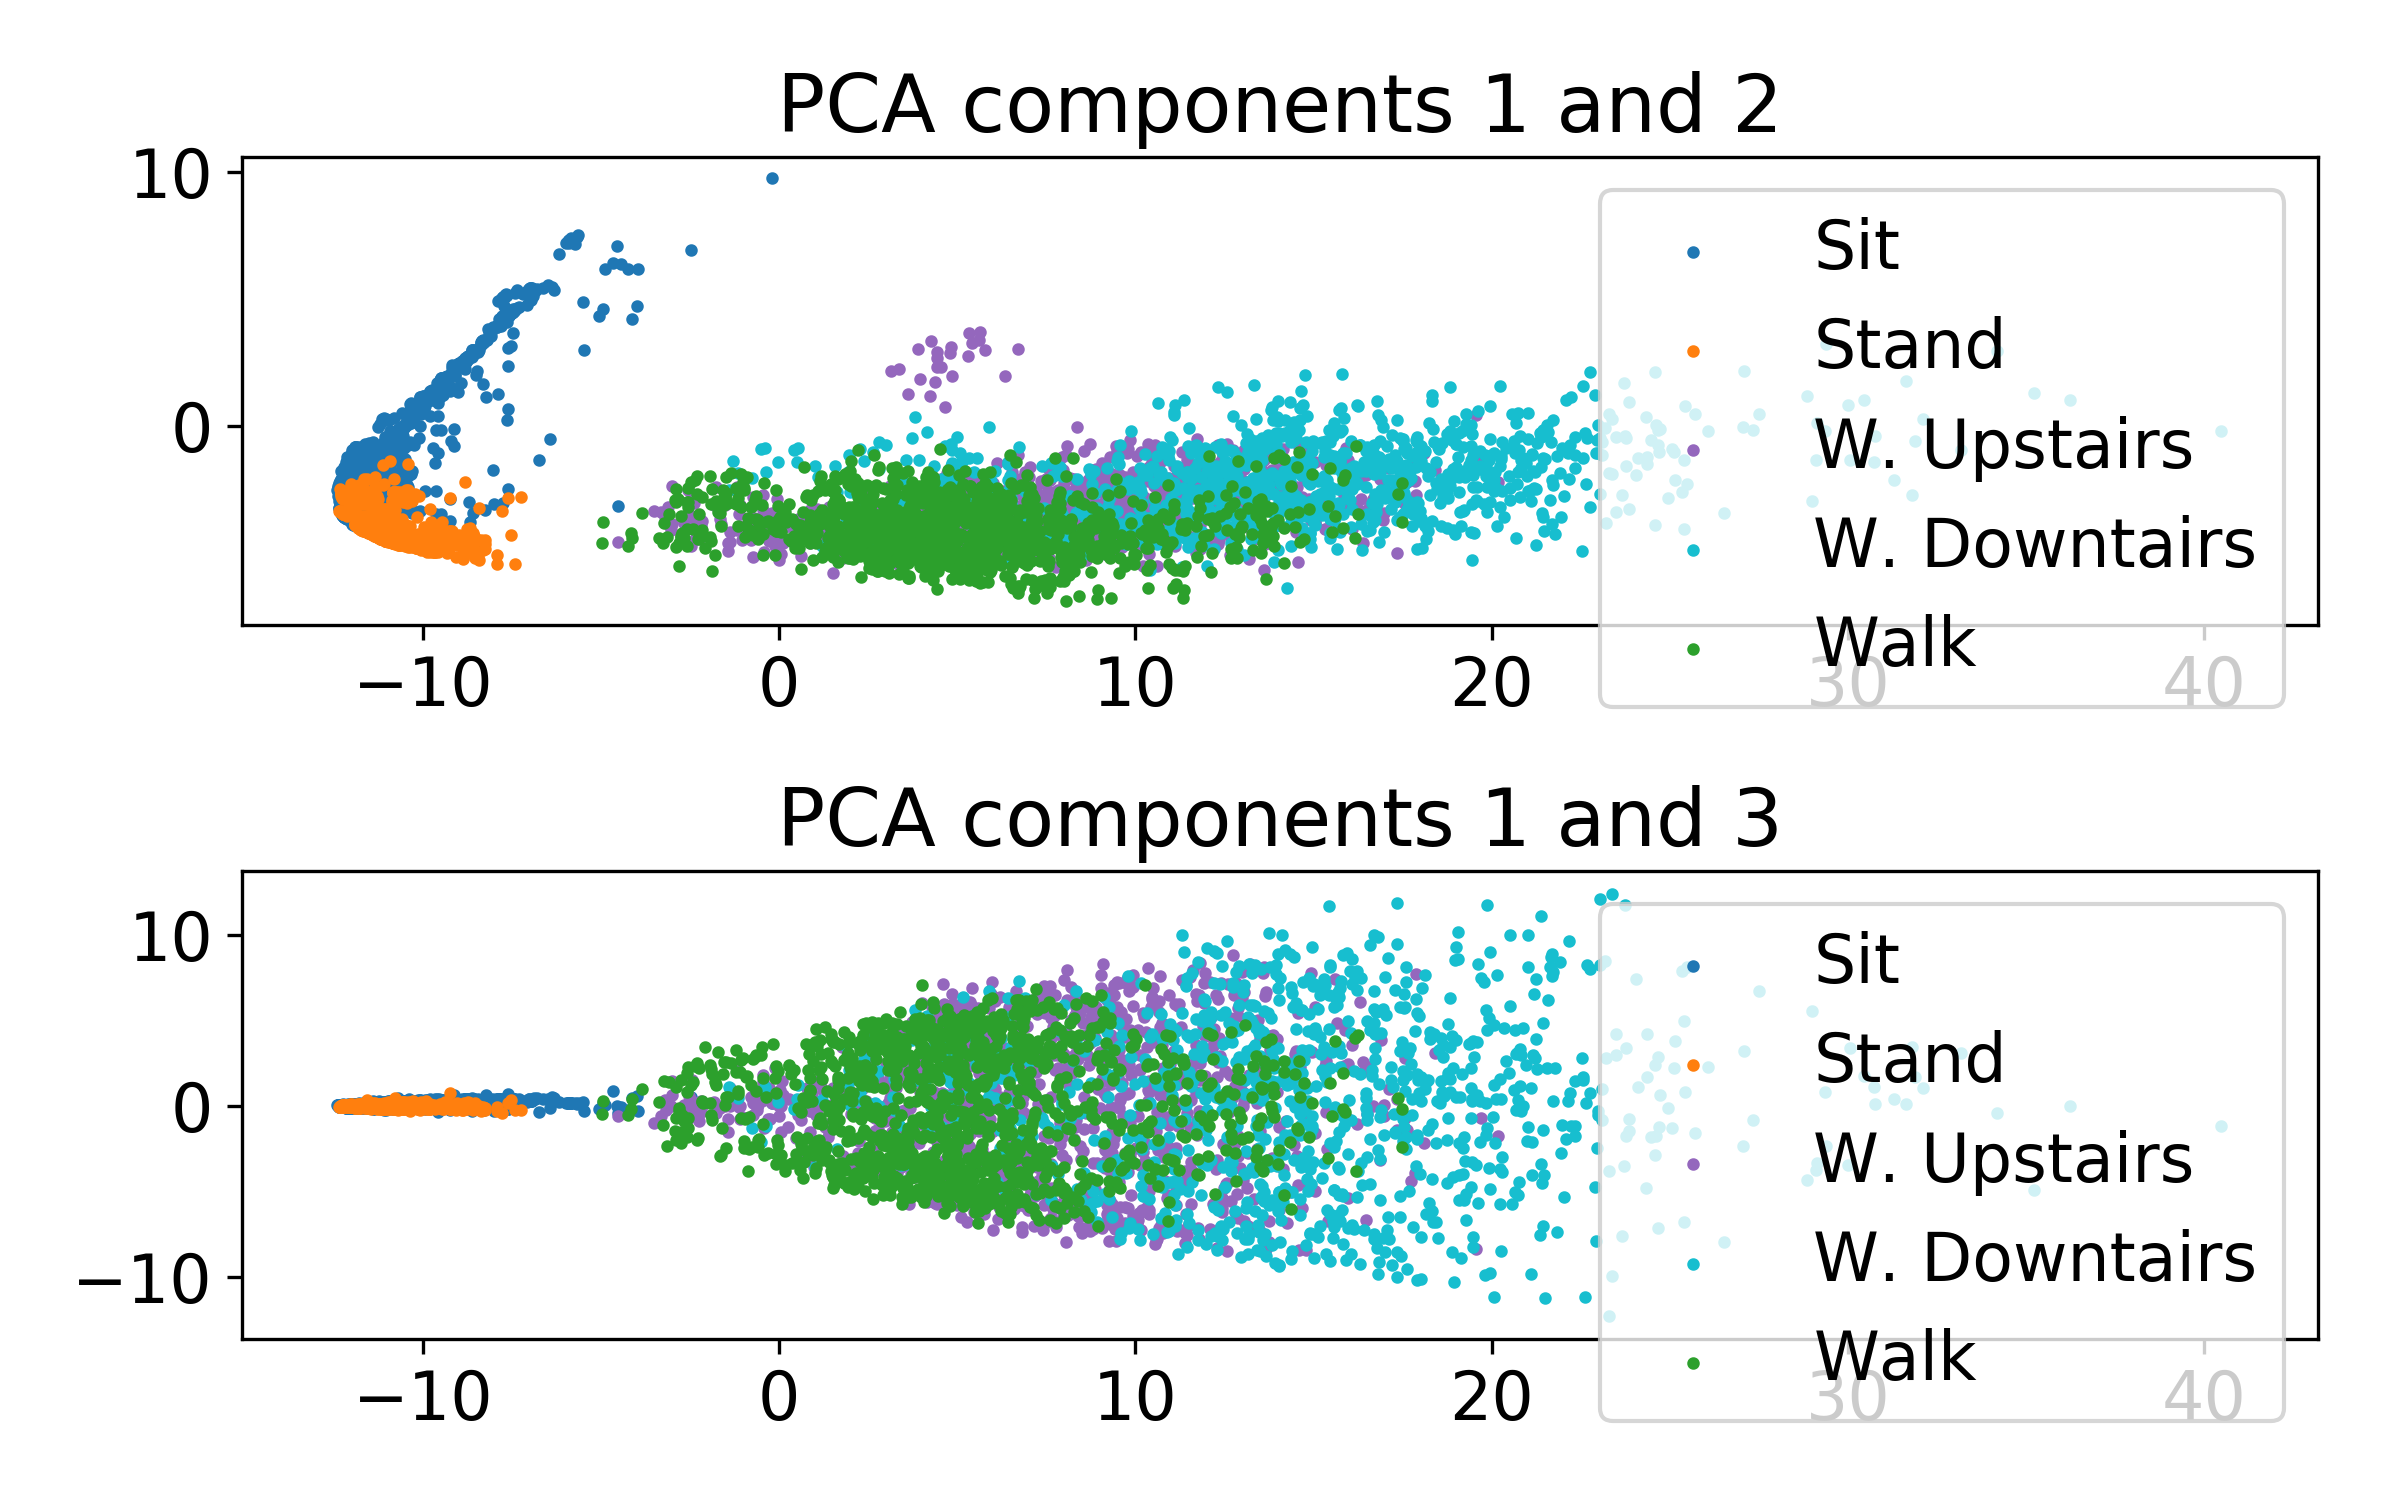 PCA components 1 and 2
10
0
Sit
Stand
W. Upstairs
W. Downtairs
Walk
−10 0 10 20 30 40
PCA components 1 and 3
10
0
−10
Sit
Stand
W. Upstairs
W. Downtairs
Walk
−10 0 10 20 30 40